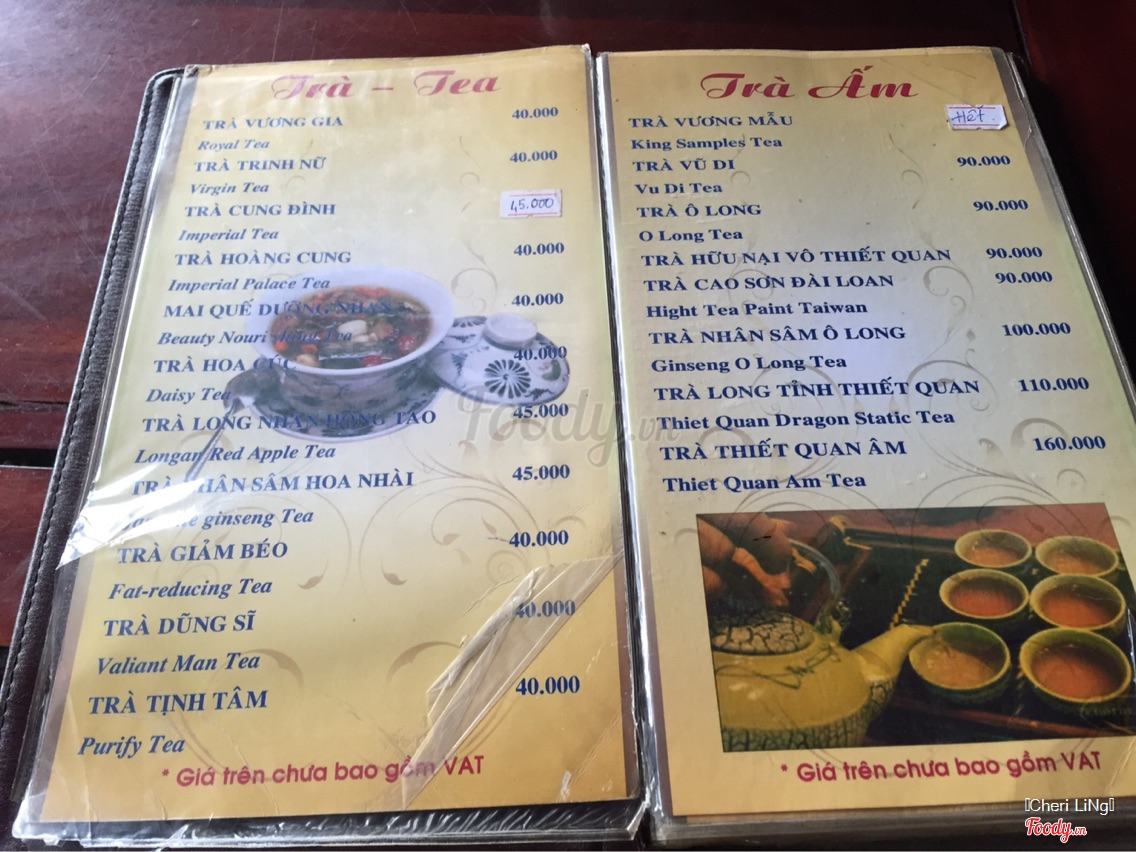 Trà - Tea
TRÀ VƯƠNG GIA 40.000
Royal Tea
TRÀ TRINH NỮ 40.000
Virgin Tea
TRÀ CUNG ĐÌNH 45.000
Imperial Tea
TRÀ HOÀNG CUNG 40.000
Imperial Palace Tea
MAI QUẾ DƯỠNG NHAN 40.000
Beauty Nourishing Tea
TRÀ HOA CÚC 40.000
Daisy Tea
TRÀ LONG NHÃN HỒNG TÁO 45.000
Longan Red Apple Tea
TRÀ NHÂN SÂM HOA NHÀI 45.000
ginseng Tea
TRÀ GIẢM BÉO 40.000
Fat-reducing Tea
TRÀ DŨNG SĨ 40.000
Valiant Man Tea
TRÀ TỊNH TÂM 40.000
Purify Tea
* Giá trên chưa bao gồm VAT
Trà Ấm
TRÀ VƯƠNG MẪU Hết
King Samples Tea
TRÀ VŨ DI 90.000
Vu Di Tea
TRÀ Ô LONG 90.000
O Long Tea
TRÀ HỮU NẠI VÔ THIẾT QUAN 90.000
TRÀ CAO SƠN ĐÀI LOAN 90.000
Hight Tea Paint Taiwan
TRÀ NHÂN SÂM Ô LONG 100.000
Ginseng O Long Tea
TRÀ LONG TỈNH THIẾT QUAN 110.000
Thiet Quan Dragon Static Tea
TRÀ THIẾT QUAN ÂM 160.000
Thiet Quan Am Tea
* Giá trên chưa bao gồm VAT
Foody.vn
Cheri LiNg
Foody.vn